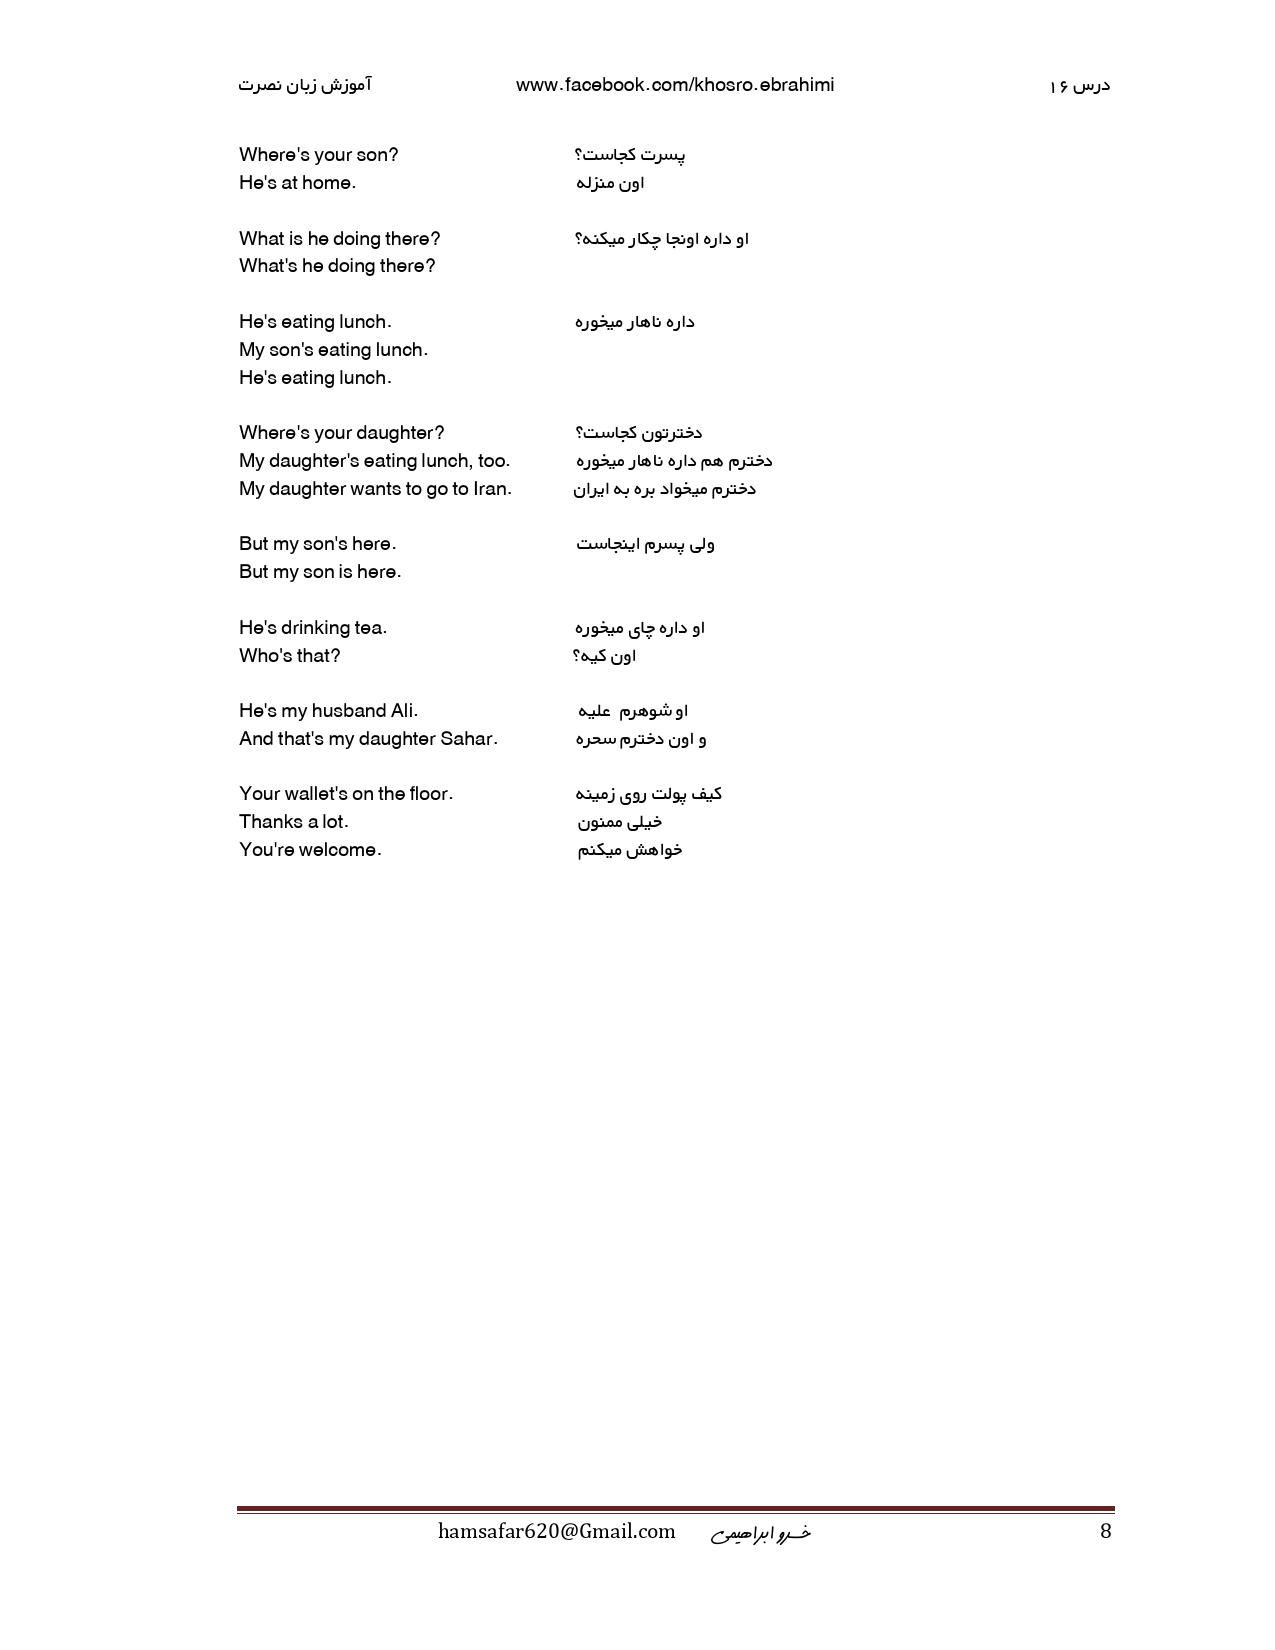 آموزش زبان نصرت www.facebook.com/khosro.ebrahimi درس ۱۶
Where's your son? پسرت کجاست؟
He's at home. اون منزله
What is he doing there? او داره اونجا چکار میکنه؟
What's he doing there?
He's eating lunch. داره ناهار میخوره
My son's eating lunch.
He's eating lunch.
Where's your daughter? دخترتون کجاست؟
My daughter's eating lunch, too. دخترم هم داره ناهار میخوره
My daughter wants to go to Iran. دخترم میخواد بره به ایران
But my son's here. ولی پسرم اینجاست
But my son is here.
He's drinking tea. او داره چای میخوره
Who's that? اون کیه؟
He's my husband Ali. او شوهرم علیه
And that's my daughter Sahar. و اون دخترم سحره
Your wallet's on the floor. کیف پولت روی زمینه
Thanks a lot. خیلی ممنون
You're welcome. خواهش میکنم
hamsafar620@Gmail.com خسرو ابراهیمی 8